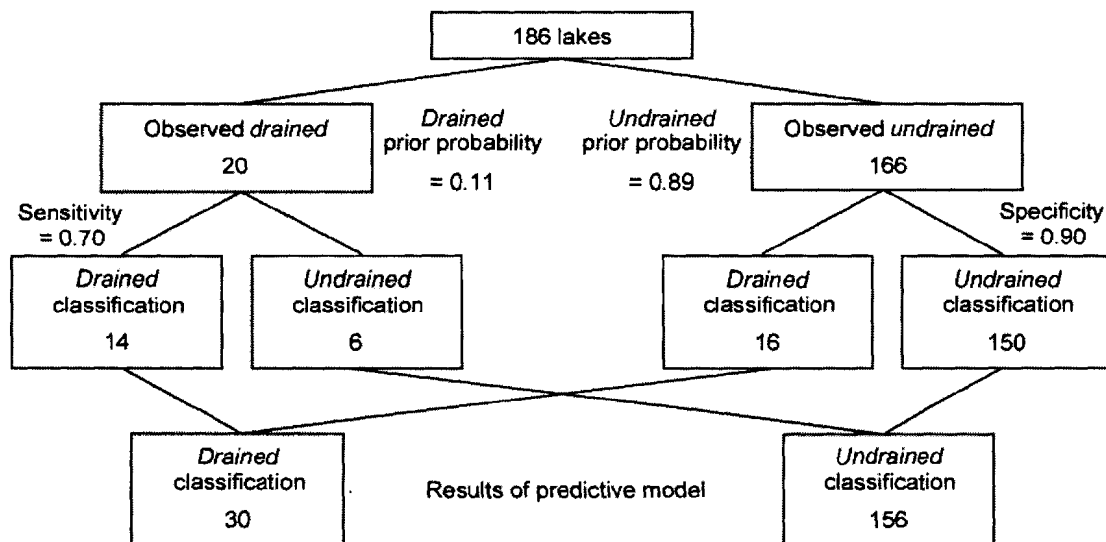 186 lakes
Observed drained
20
Drained
prior probability
= 0.11
Undrained
prior probability
= 0.89
Observed undrained
166
Sensitivity
= 0.70
Specificity
= 0.90
Drained
classification
14
Undrained
classification
6
Drained
classification
16
Undrained
classification
150
Drained
classification
30
Results of predictive model
Undrained
classification
156